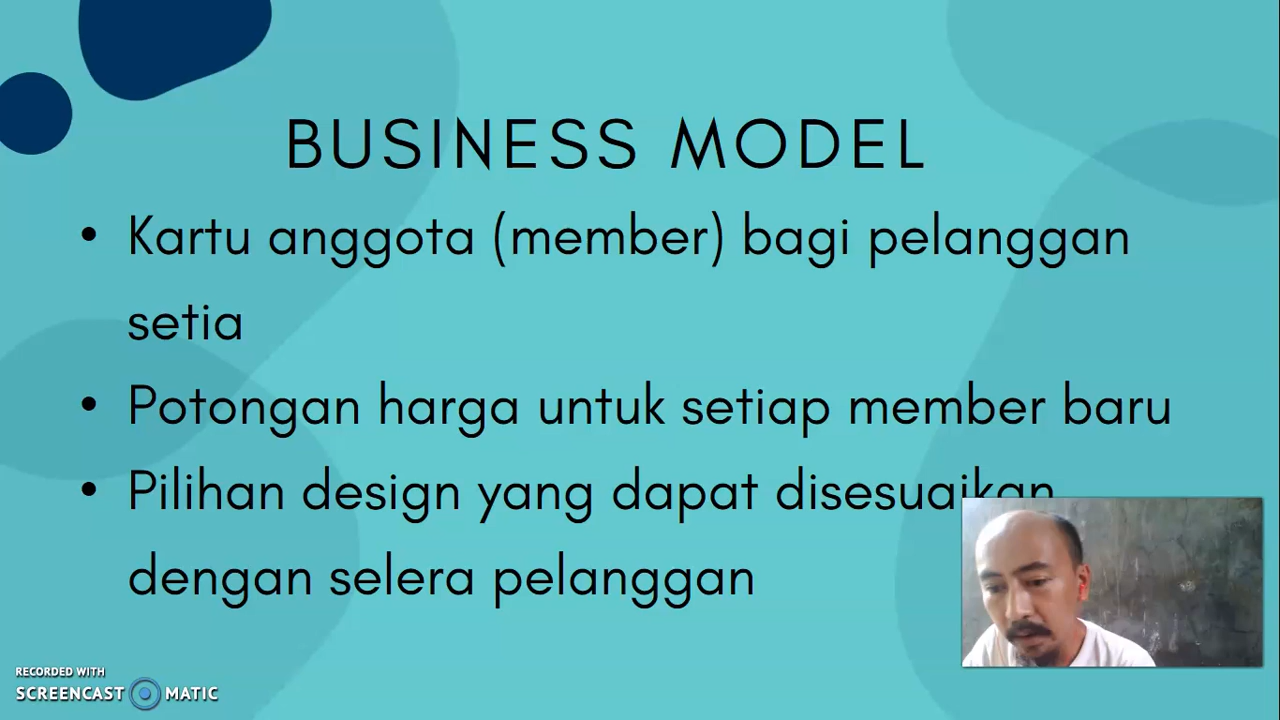 BUSINESS MODEL
• Kartu anggota (member) bagi pelanggan
setia
• Potongan harga untuk setiap member baru
• Pilihan design yang dapat disesuaikan
dengan selera pelanggan
RECORDED WITH
SCREENCAST MATIC